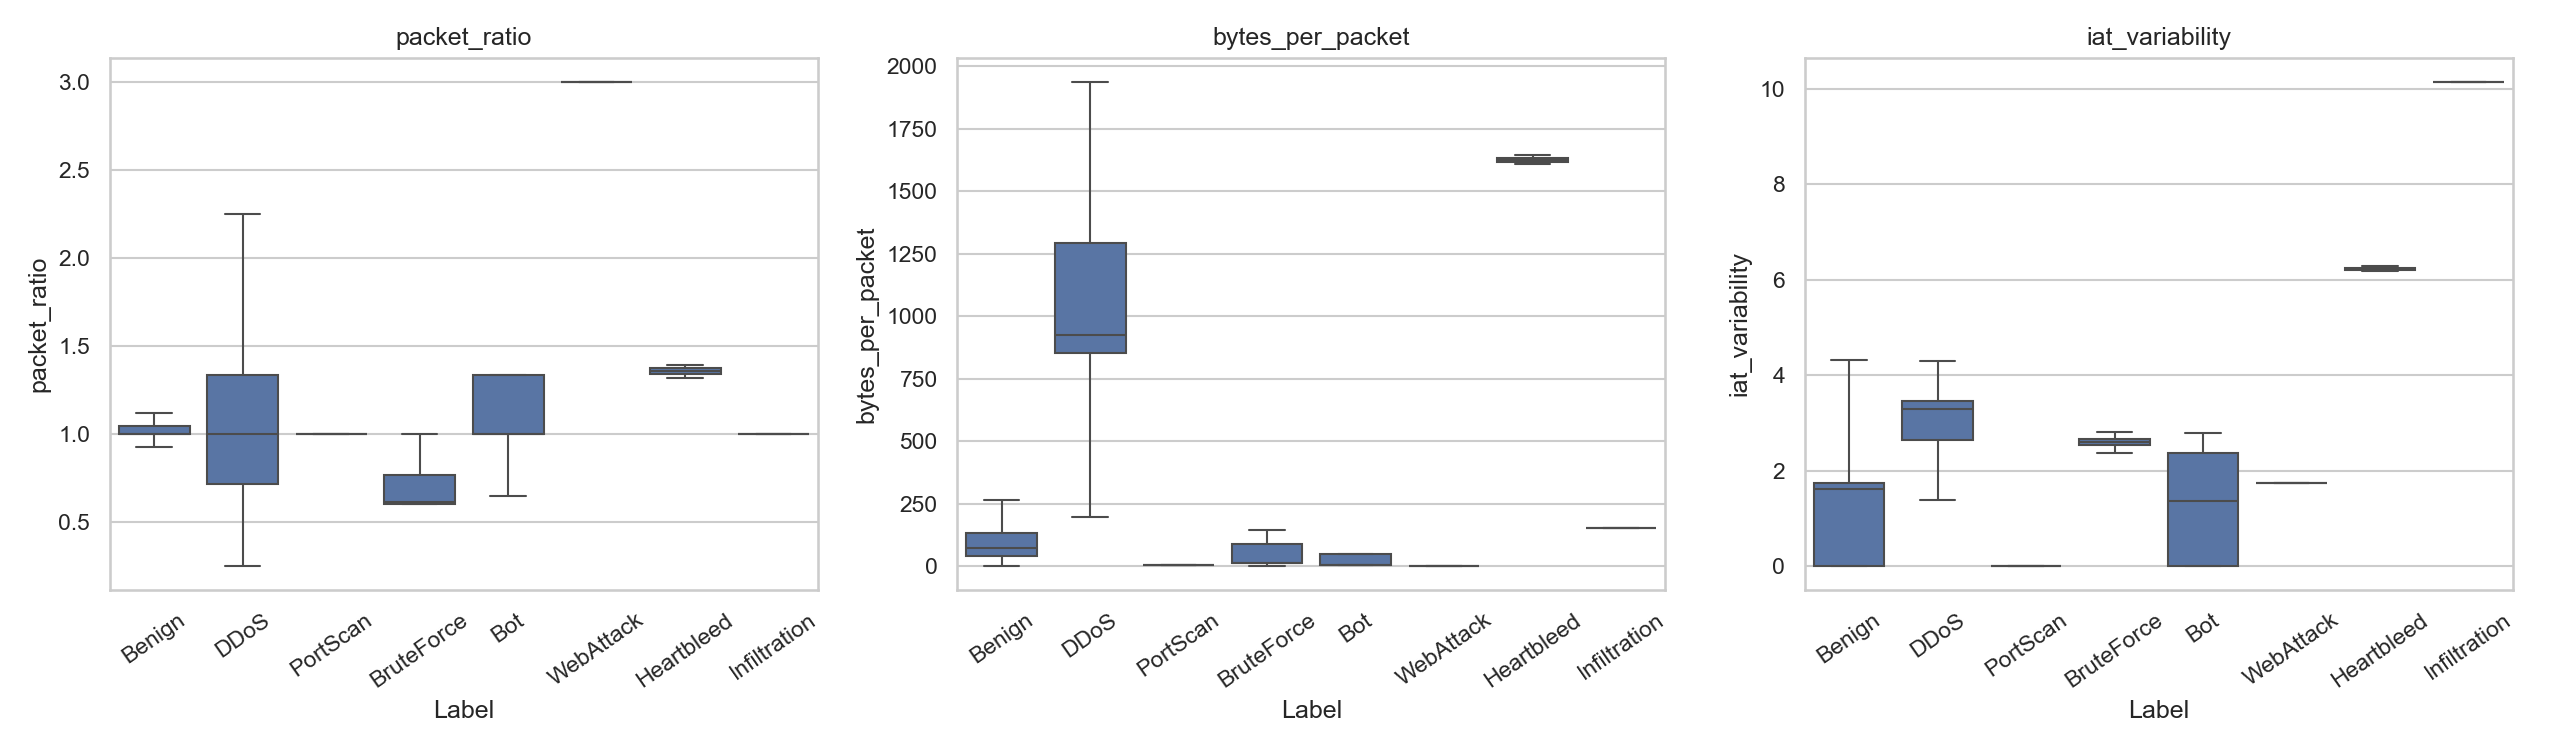 packet_ratio
packet_ratio
3.0
2.5
2.0
1.5
1.0
0.5
Benign
DDoS
PortScan
BruteForce
Bot
WebAttack
Heartbleed
Infiltration
Label
bytes_per_packet
bytes_per_packet
2000
1750
1500
1250
1000
750
500
250
0
Benign
DDoS
PortScan
BruteForce
Bot
WebAttack
Heartbleed
Infiltration
Label
iat_variability
iat_variability
10
8
6
4
2
0
Benign
DDoS
PortScan
BruteForce
Bot
WebAttack
Heartbleed
Infiltration
Label